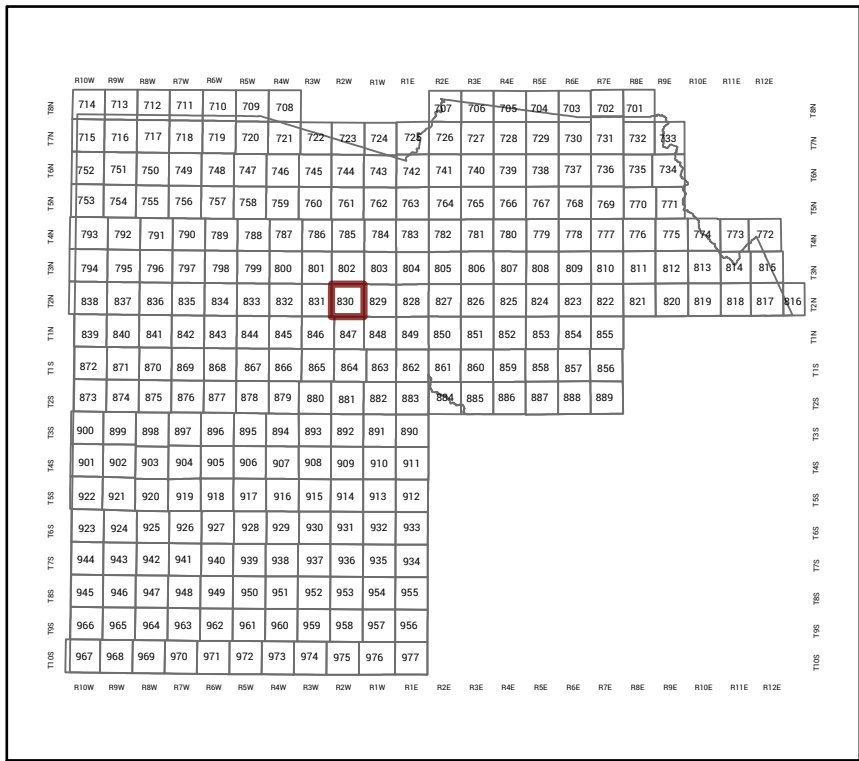 R10W R9W R8W R7W R6W R5W R4W R3W R2W R1W R1E R2E R3E R4E R5E R6E R7E R8E R9E R10E R11E R12E
T8N 714 713 712 711 710 709 708 707 706 705 704 703 702 701 T8N
T7N 715 716 717 718 719 720 721 722 723 724 725 726 727 728 729 730 731 732 733 T7N
T6N 752 751 750 749 748 747 746 745 744 743 742 741 740 739 738 737 736 735 734 T6N
T5N 753 754 755 756 757 758 759 760 761 762 763 764 765 766 767 768 769 770 771 T5N
T4N 793 792 791 790 789 788 787 786 785 784 783 782 781 780 779 778 777 776 775 774 773 772 T4N
T3N 794 795 796 797 798 799 800 801 802 803 804 805 806 807 808 809 810 811 812 813 814 815 T3N
T2N 838 837 836 835 834 833 832 831 830 829 828 827 826 825 824 823 822 821 820 819 818 817 816 T2N
T1N 839 840 841 842 843 844 845 846 847 848 849 850 851 852 853 854 855 T1N
T1S 872 871 870 869 868 867 866 865 864 863 862 861 860 859 858 857 856 T1S
T2S 873 874 875 876 877 878 879 880 881 882 883 884 885 886 887 888 889 T2S
T3S 900 899 898 897 896 895 894 893 892 891 890 T3S
T4S 901 902 903 904 905 906 907 908 909 910 911 T4S
T5S 922 921 920 919 918 917 916 915 914 913 912 T5S
T6S 923 924 925 926 927 928 929 930 931 932 933 T6S
T7S 944 943 942 941 940 939 938 937 936 935 934 T7S
T8S 945 946 947 948 949 950 951 952 953 954 955 T8S
T9S 966 965 964 963 962 961 960 959 958 957 956 T9S
T10S 967 968 969 970 971 972 973 974 975 976 977 T10S
R10W R9W R8W R7W R6W R5W R4W R3W R2W R1W R1E R2E R3E R4E R5E R6E R7E R8E R9E R10E R11E R12E